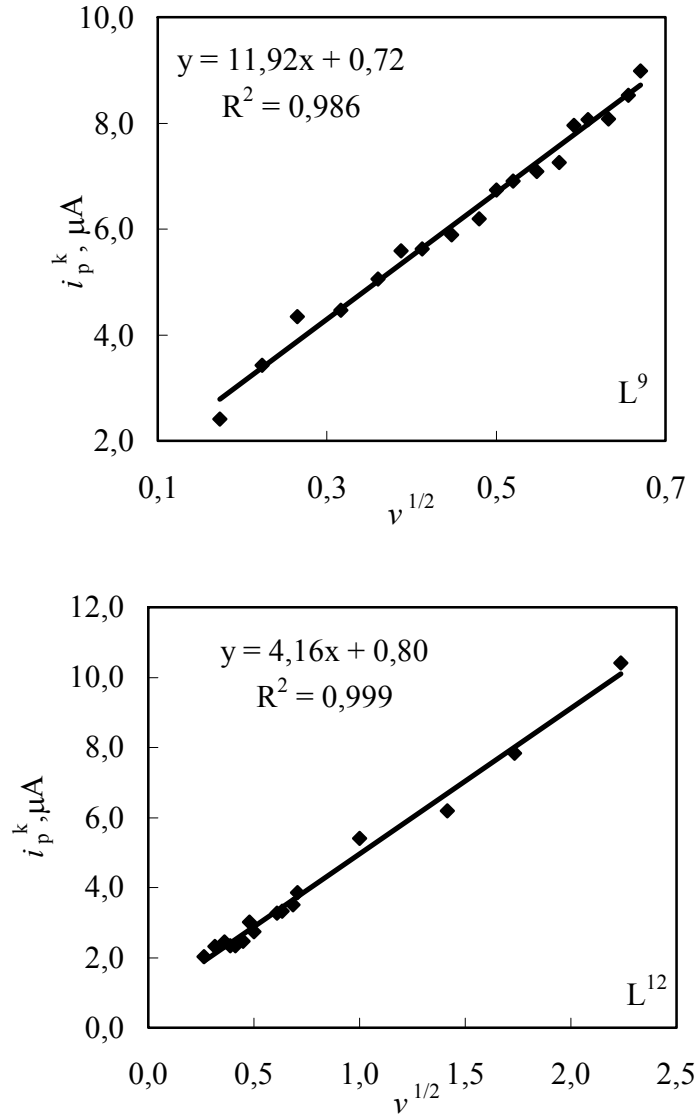 10,0
y = 11,92x + 0,72
R² = 0,986
8,0
6,0
4,0
2,0
i_p^k, µA
L⁹
0,1 0,3 0,5 0,7
v^1/2
12,0
y = 4,16x + 0,80
R² = 0,999
10,0
8,0
6,0
4,0
2,0
0,0
i_p^k,µA
L¹²
0,0 0,5 1,0 1,5 2,0 2,5
v^1/2